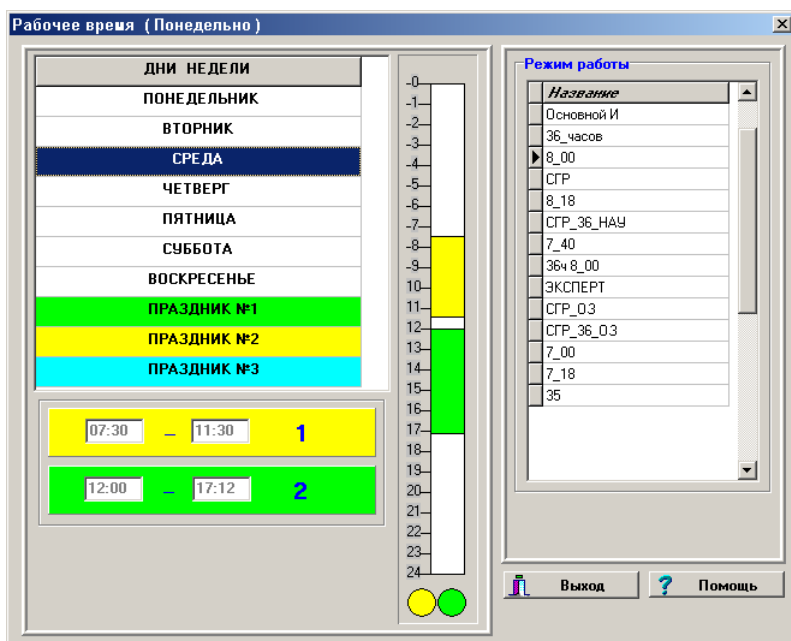 Рабочее время ( Понедельно )
ДНИ НЕДЕЛИ
ПОНЕДЕЛЬНИК
ВТОРНИК
СРЕДА
ЧЕТВЕРГ
ПЯТНИЦА
СУББОТА
ВОСКРЕСЕНЬЕ
ПРАЗДНИК №1
ПРАЗДНИК №2
ПРАЗДНИК №3
07:30 – 11:30 1
12:00 – 17:12 2
-0
-1
-2
-3
-4
-5
-6
-7
-8
-9
10
11
12
13
14
15
16
17
18
19
20
21
22
23
24
Режим работы
Название
Основной И
36_часов
8_00
СГР
8_18
СГР_36_НАУ
7_40
36ч 8_00
ЭКСПЕРТ
СГР_ОЗ
СГР_36_ОЗ
7_00
7_18
35
Выход
? Помощь